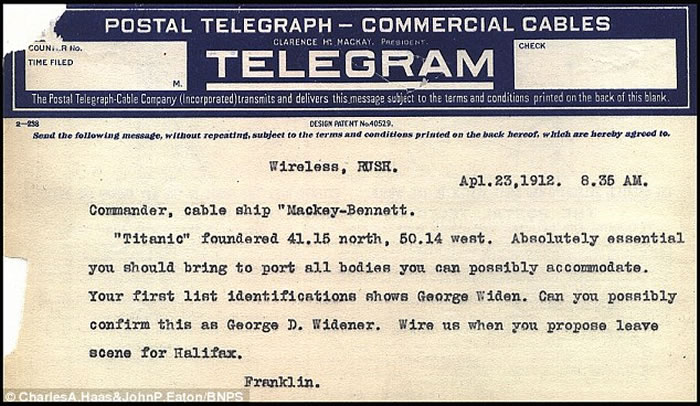 POSTAL TELEGRAPH – COMMERCIAL CABLES
CLARENCE H. MACKAY, PRESIDENT.
COUNTER NO.
TIME FILED
M.
TELEGRAM
CHECK
The Postal Telegraph-Cable Company (Incorporated) transmits and delivers this message subject to the terms and conditions printed on the back of this blank.
2—238
DESIGN PATENT No. 40529.
Send the following message, without repeating, subject to the terms and conditions printed on the back hereof, which are hereby agreed to.
Wireless, RUSH.
Apl. 23,1912. 8.35 AM.
Commander, cable ship "Mackey-Bennett.
"Titanic" foundered 41.15 north, 50.14 west. Absolutely essential
you should bring to port all bodies you can possibly accommodate.
Your first list identifications shows George Widen. Can you possibly
confirm this as George D. Widener. Wire us when you propose leave
scene for Halifax.
Franklin.
© CharlesA.Haas&JohnP.Eaton/BNPS